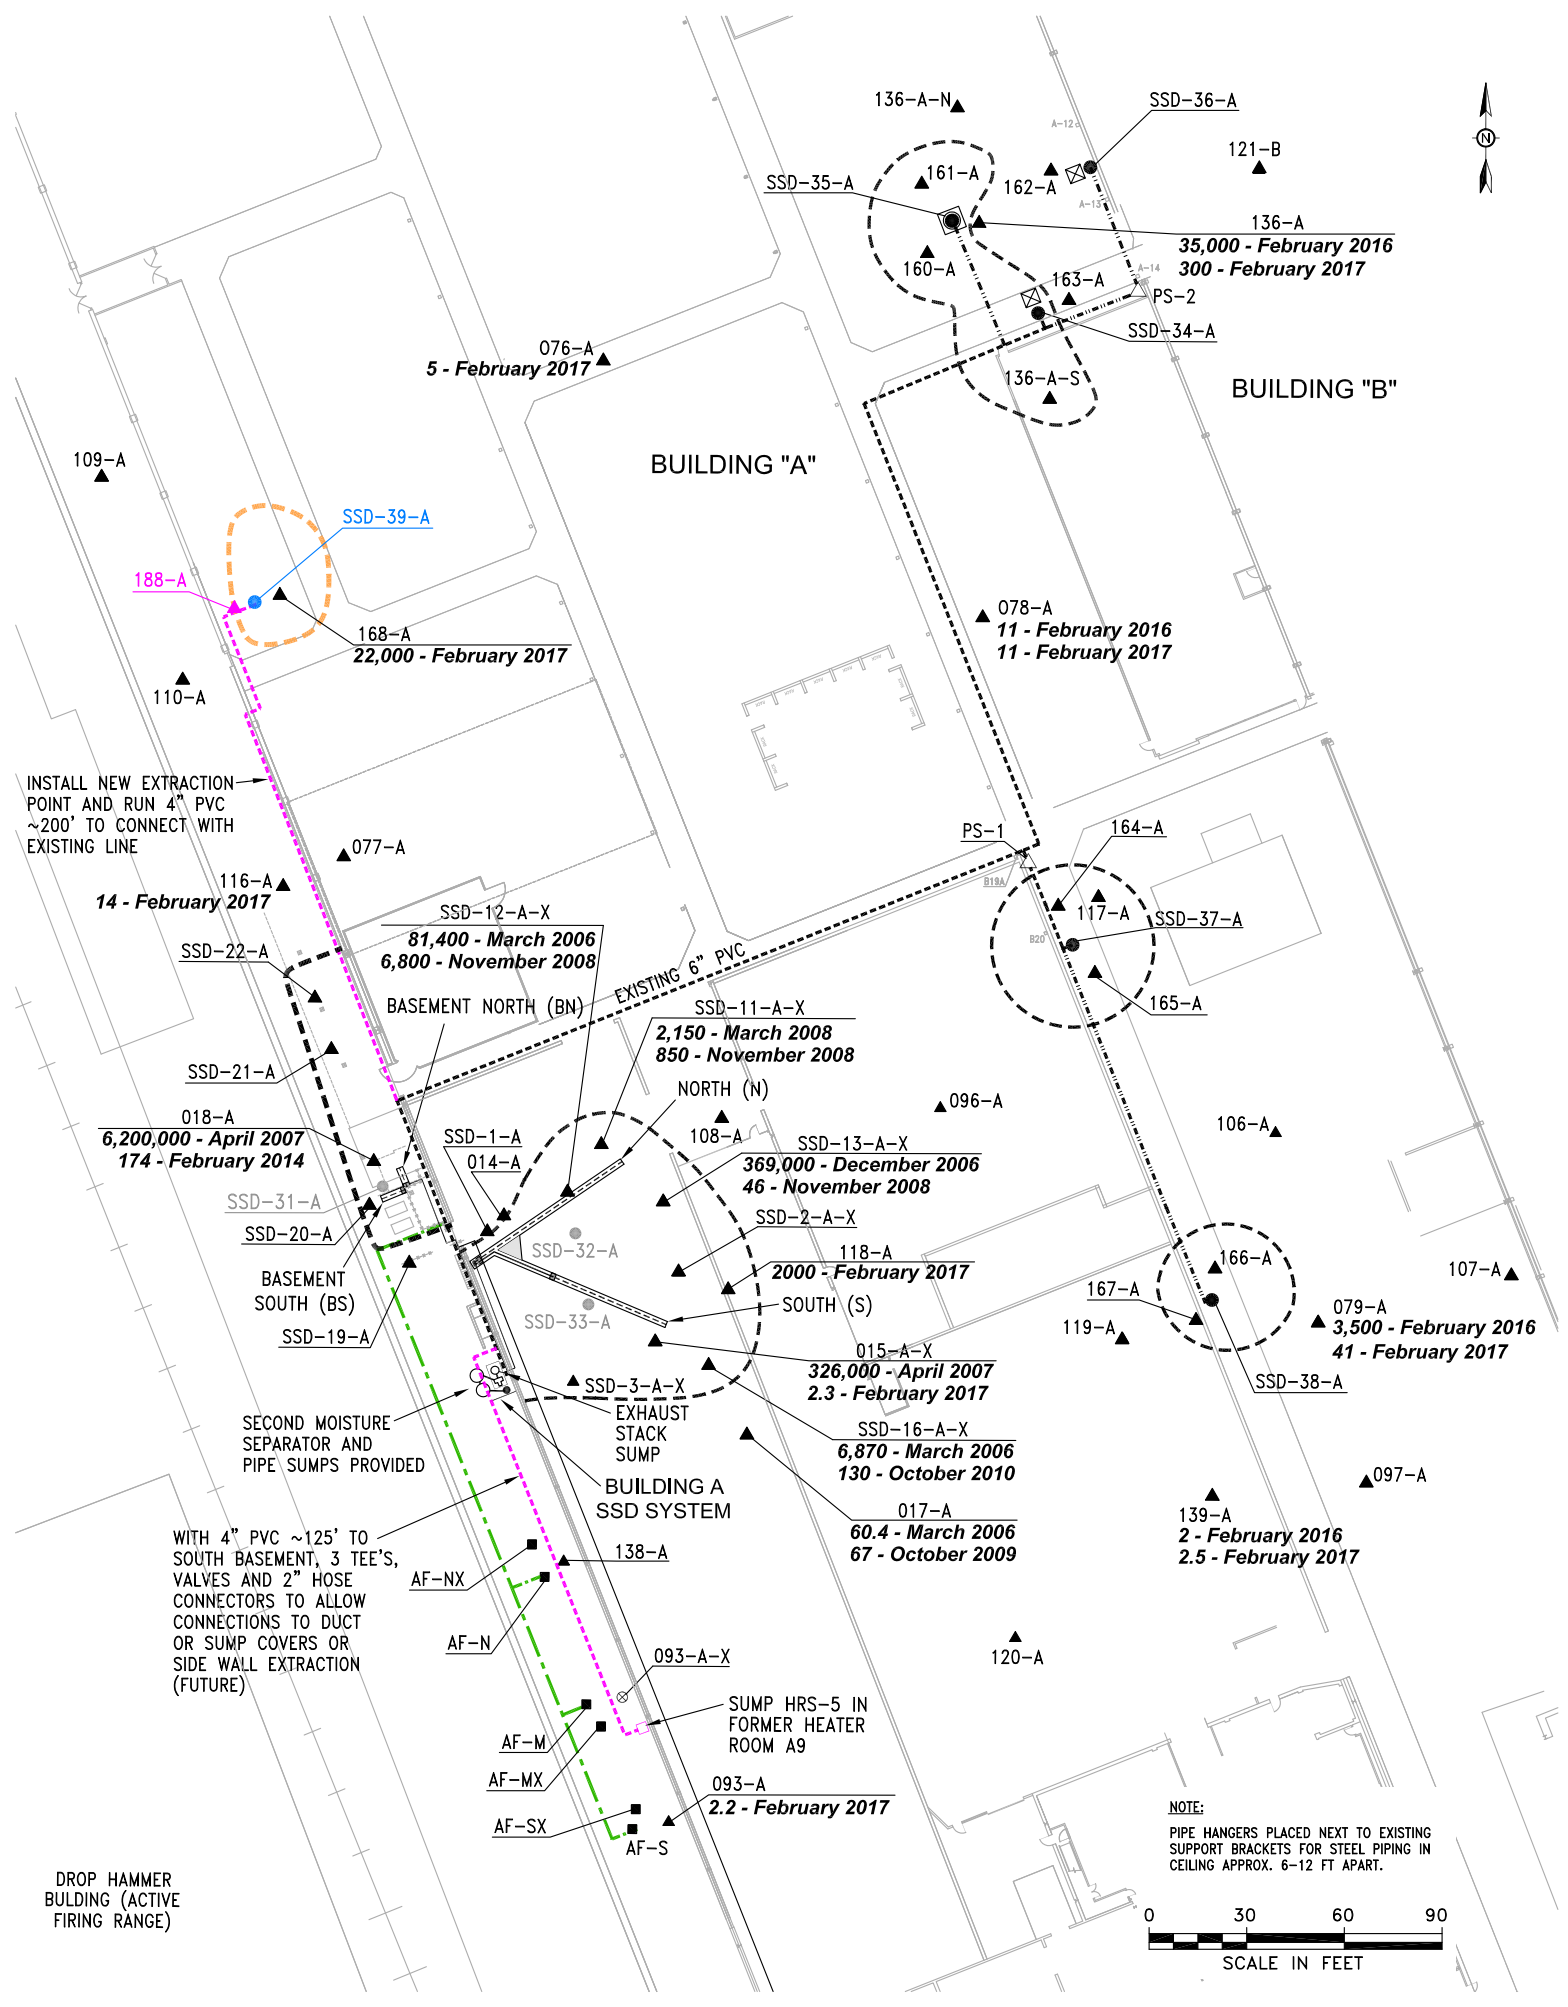 136-A-N
SSD-36-A
A-12
N
121-B
161-A
162-A
SSD-35-A
A-13
136-A
35,000 - February 2016
300 - February 2017
160-A
A-14
163-A
PS-2
SSD-34-A
076-A
5 - February 2017
136-A-S
BUILDING "B"
BUILDING "A"
109-A
SSD-39-A
188-A
078-A
11 - February 2016
11 - February 2017
168-A
22,000 - February 2017
110-A
INSTALL NEW EXTRACTION
POINT AND RUN 4" PVC
~200' TO CONNECT WITH
EXISTING LINE
PS-1
164-A
077-A
116-A
14 - February 2017
B19A
117-A
SSD-12-A-X
81,400 - March 2006
6,800 - November 2008
SSD-37-A
B20
SSD-22-A
EXISTING 6" PVC
BASEMENT NORTH (BN)
165-A
SSD-11-A-X
2,150 - March 2008
850 - November 2008
SSD-21-A
NORTH (N)
096-A
018-A
6,200,000 - April 2007
174 - February 2014
SSD-1-A
014-A
108-A
106-A
SSD-13-A-X
369,000 - December 2006
46 - November 2008
SSD-31-A
SSD-2-A-X
SSD-20-A
SSD-32-A
118-A
2000 - February 2017
166-A
107-A
BASEMENT
SOUTH (BS)
SOUTH (S)
167-A
SSD-33-A
079-A
3,500 - February 2016
41 - February 2017
119-A
SSD-19-A
015-A-X
326,000 - April 2007
2.3 - February 2017
SSD-38-A
SSD-3-A-X
EXHAUST
STACK
SUMP
SECOND MOISTURE
SEPARATOR AND
PIPE SUMPS PROVIDED
SSD-16-A-X
6,870 - March 2006
130 - October 2010
097-A
BUILDING A
SSD SYSTEM
017-A
60.4 - March 2006
67 - October 2009
139-A
2 - February 2016
2.5 - February 2017
WITH 4" PVC ~125' TO
SOUTH BASEMENT, 3 TEE'S,
VALVES AND 2" HOSE
CONNECTORS TO ALLOW
CONNECTIONS TO DUCT
OR SUMP COVERS OR
SIDE WALL EXTRACTION
(FUTURE)
138-A
AF-NX
AF-N
093-A-X
120-A
SUMP HRS-5 IN
FORMER HEATER
ROOM A9
AF-M
AF-MX
093-A
2.2 - February 2017
AF-SX
AF-S
NOTE:
PIPE HANGERS PLACED NEXT TO EXISTING
SUPPORT BRACKETS FOR STEEL PIPING IN
CEILING APPROX. 6-12 FT APART.
DROP HAMMER
BULDING (ACTIVE
FIRING RANGE)
0 30 60 90
SCALE IN FEET